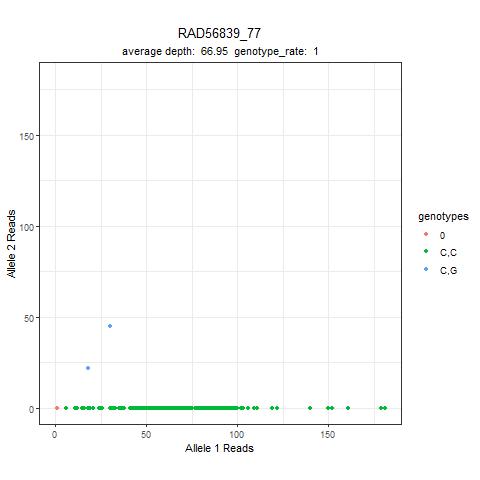 RAD56839_77
average depth: 66.95 genotype_rate: 1
150
100
50
0
Allele 2 Reads
0 50 100 150
Allele 1 Reads
genotypes
0
C,C
C,G